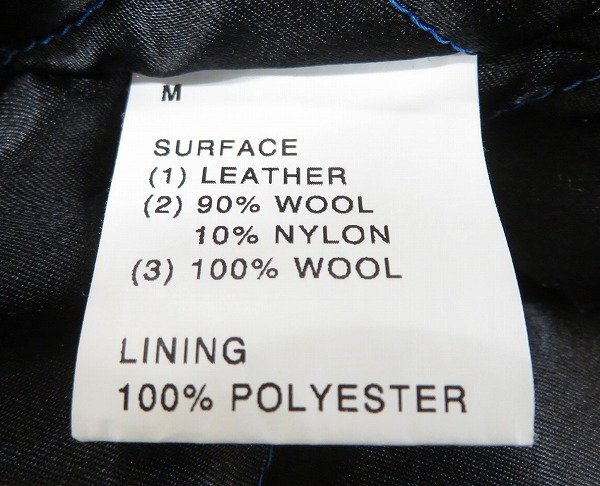 M
SURFACE
(1) LEATHER
(2) 90% WOOL
10% NYLON
(3) 100% WOOL
LINING
100% POLYESTER